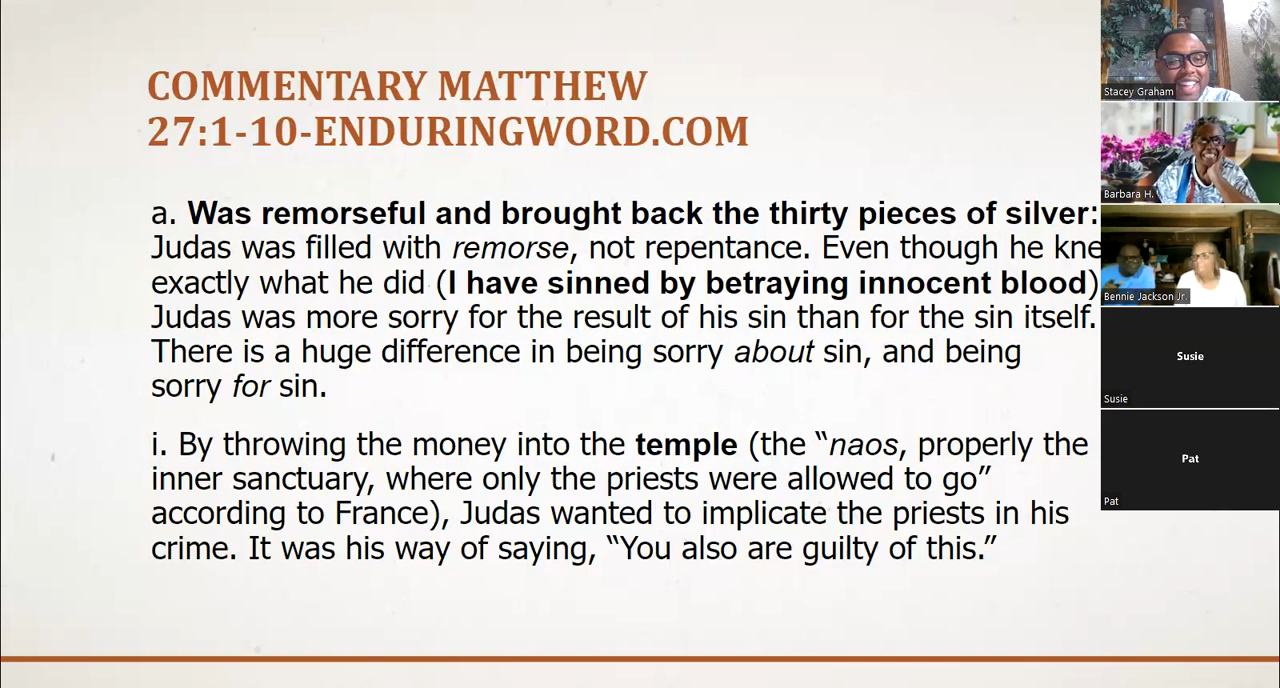 COMMENTARY MATTHEW
27:1-10-ENDURINGWORD.COM
a. Was remorseful and brought back the thirty pieces of silver:
Judas was filled with remorse, not repentance. Even though he kne
exactly what he did (I have sinned by betraying innocent blood)
Judas was more sorry for the result of his sin than for the sin itself.
There is a huge difference in being sorry about sin, and being
sorry for sin.
i. By throwing the money into the temple (the “naos, properly the
inner sanctuary, where only the priests were allowed to go”
according to France), Judas wanted to implicate the priests in his
crime. It was his way of saying, “You also are guilty of this.”
Stacey Graham
Barbara H.
Bennie Jackson Jr.
Susie
Susie
Pat
Pat